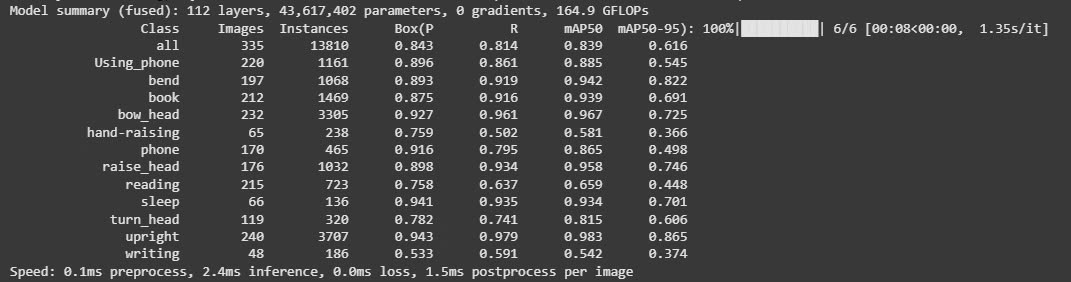 Model summary (fused): 112 layers, 43,617,402 parameters, 0 gradients, 164.9 GFLOPs
Class Images Instances Box(P R mAP50 mAP50-95): 100%|██████████| 6/6 [00:08<00:00, 1.35s/it]
all 335 13810 0.843 0.814 0.839 0.616
Using_phone 220 1161 0.896 0.861 0.885 0.545
bend 197 1068 0.893 0.919 0.942 0.822
book 212 1469 0.875 0.916 0.939 0.691
bow_head 232 3305 0.927 0.961 0.967 0.725
hand-raising 65 238 0.759 0.502 0.581 0.366
phone 170 465 0.916 0.795 0.865 0.498
raise_head 176 1032 0.898 0.934 0.958 0.746
reading 215 723 0.758 0.637 0.659 0.448
sleep 66 136 0.941 0.935 0.934 0.701
turn_head 119 320 0.782 0.741 0.815 0.606
upright 240 3707 0.943 0.979 0.983 0.865
writing 48 186 0.533 0.591 0.542 0.374
Speed: 0.1ms preprocess, 2.4ms inference, 0.0ms loss, 1.5ms postprocess per image